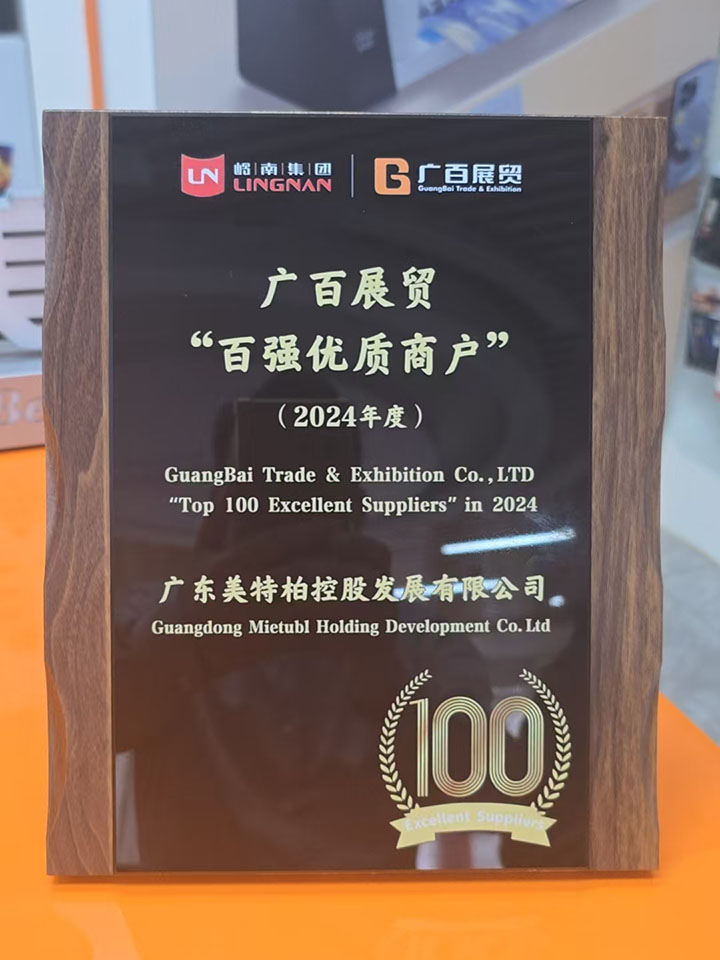 UN 岭南集团
LINGNAN
广百展贸
GuangBai Trade & Exhibition
广百展贸
“百强优质商户”
（2024年度）
GuangBai Trade & Exhibition Co.,LTD
“Top 100 Excellent Suppliers” in 2024
广东美特柏控股发展有限公司
Guangdong Mietubl Holding Development Co.Ltd
100
Excellent Suppliers